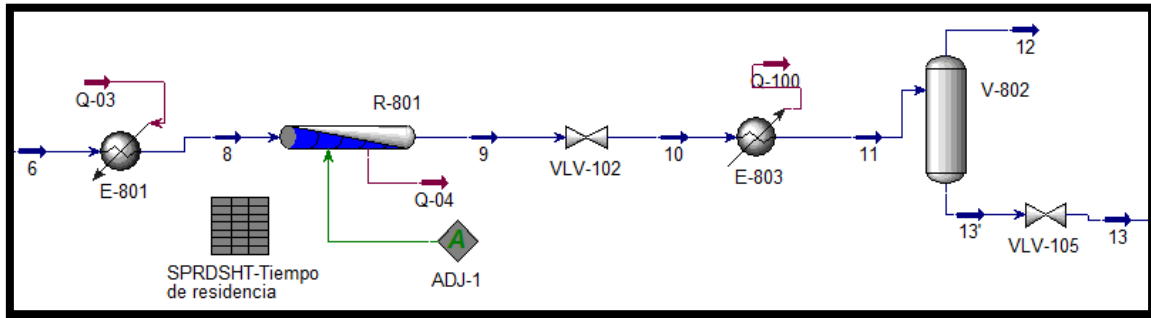 12
Q-03
Q-100
V-802
R-801
6
E-801
8
9
VLV-102
10
E-803
11
Q-04
13'
VLV-105
13
A
ADJ-1
SPRDSHT-Tiempo
de residencia